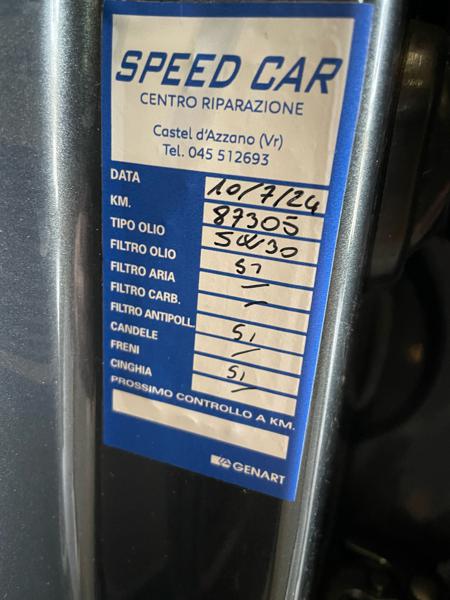 SPEED CAR
CENTRO RIPARAZIONE
Castel d'Azzano (Vr)
Tel. 045 512693
DATA 10/7/24
KM. 87305
TIPO OLIO 5W30
FILTRO OLIO Si
FILTRO ARIA —
FILTRO CARB. —
FILTRO ANTIPOLL. Si
CANDELE —
FRENI Si
CINGHIA —
PROSSIMO CONTROLLO A KM.
GENART